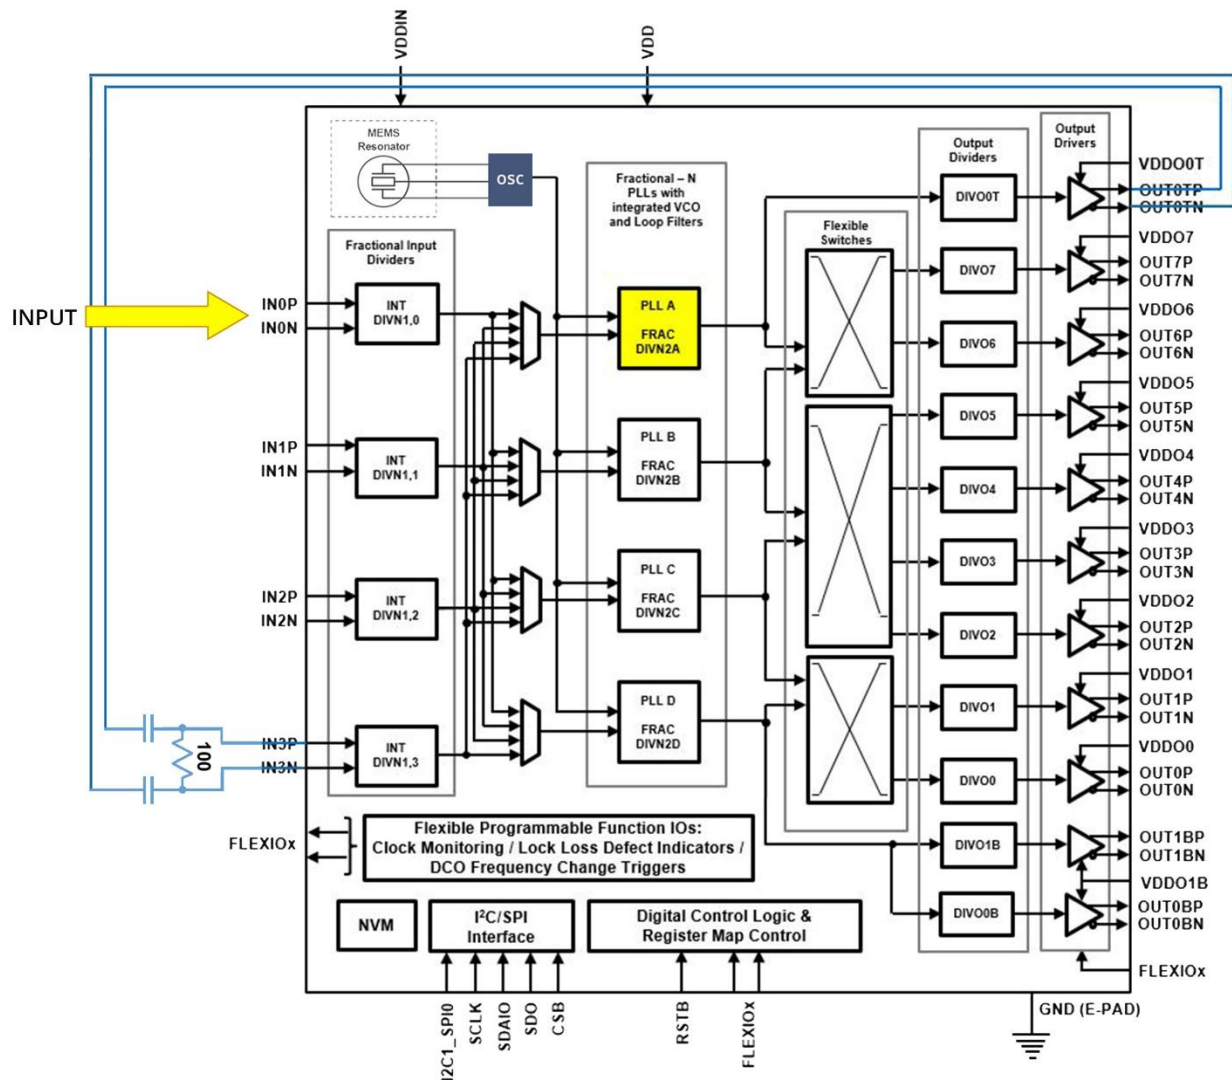 VDDIN
VDD
MEMS
Resonator
OSC
Fractional – N
PLLs with
integrated VCO
and Loop Filters
Output
Dividers
Output
Drivers
VDDO0T
OUT0TP
OUT0TN
DIVO0T
Fractional Input
Dividers
Flexible
Switches
VDDO7
OUT7P
OUT7N
DIVO7
INPUT
IN0P
IN0N
INT
DIVN1,0
PLL A
FRAC
DIVN2A
VDDO6
OUT6P
OUT6N
DIVO6
VDDO5
OUT5P
OUT5N
DIVO5
IN1P
IN1N
INT
DIVN1,1
PLL B
FRAC
DIVN2B
VDDO4
OUT4P
OUT4N
DIVO4
VDDO3
OUT3P
OUT3N
DIVO3
IN2P
IN2N
INT
DIVN1,2
PLL C
FRAC
DIVN2C
VDDO2
OUT2P
OUT2N
DIVO2
VDDO1
OUT1P
OUT1N
DIVO1
100
IN3P
IN3N
INT
DIVN1,3
PLL D
FRAC
DIVN2D
VDDO0
OUT0P
OUT0N
DIVO0
FLEXIOx
Flexible Programmable Function IOs:
Clock Monitoring / Lock Loss Defect Indicators /
DCO Frequency Change Triggers
DIVO1B
OUT1BP
OUT1BN
VDDO1B
DIVO0B
OUT0BP
OUT0BN
NVM
I²C/SPI
Interface
Digital Control Logic &
Register Map Control
FLEXIOx
I2C1_SPI0
SCLK
SDAIO
SDO
CSB
RSTB
FLEXIOx
GND (E-PAD)